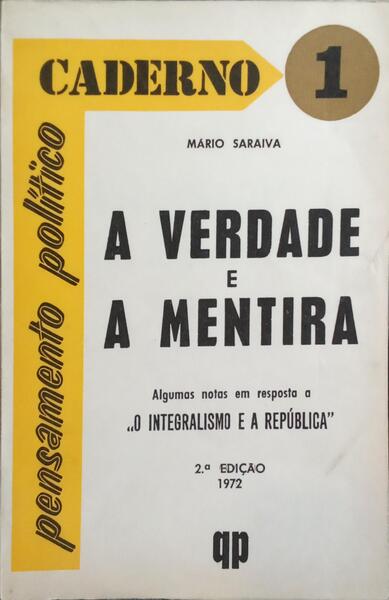 CADERNO 1
pensamento político
MÁRIO SARAIVA
A VERDADE
E
A MENTIRA
Algumas notas em resposta a
„O INTEGRALISMO E A REPÚBLICA”
2.ª EDIÇÃO
1972
qp